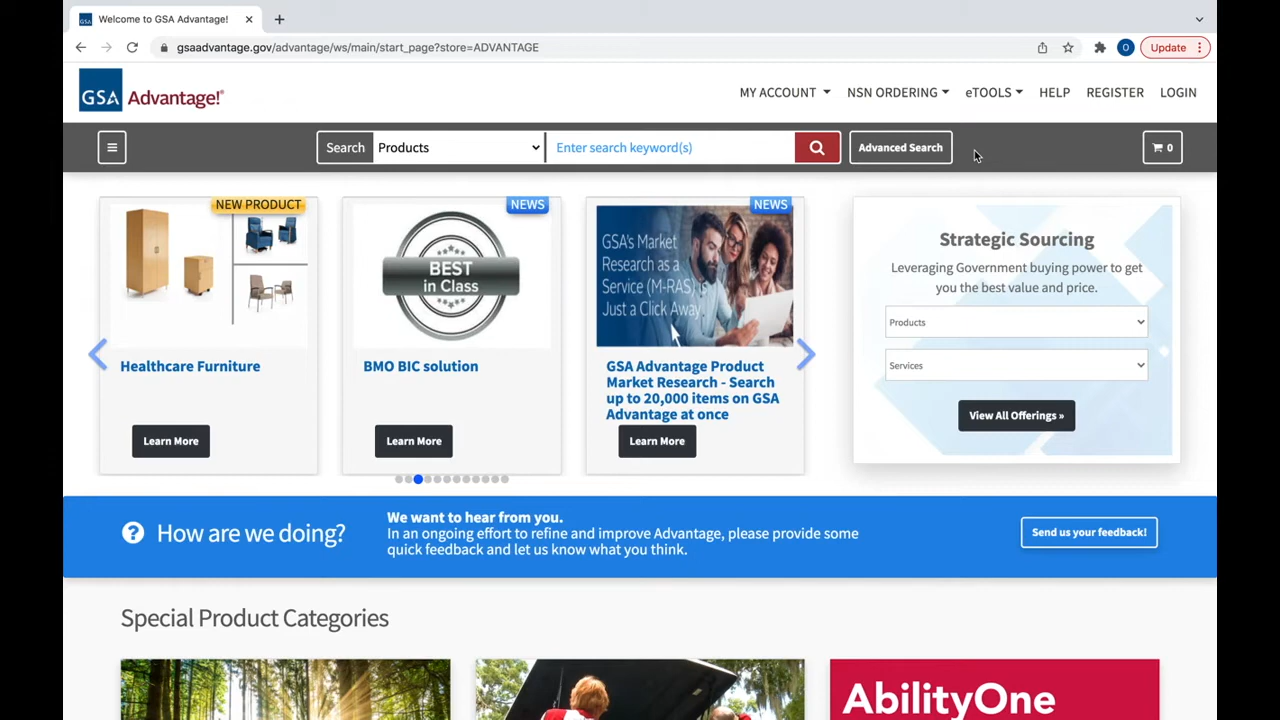 GSA
Welcome to GSA Advantage!
gsaadvantage.gov/advantage/ws/main/start_page?store=ADVANTAGE
O
Update
GSA Advantage!®
MY ACCOUNT
NSN ORDERING
eTOOLS
HELP
REGISTER
LOGIN
Search
Products
Enter search keyword(s)
Advanced Search
0
NEW PRODUCT
Healthcare Furniture
Learn More
NEWS
BEST
in Class
BMO BIC solution
Learn More
NEWS
GSA's Market
Research as a
Service (M-RAS) is
Just a Click Away
GSA Advantage Product
Market Research - Search
up to 20,000 items on GSA
Advantage at once
Learn More
Strategic Sourcing
Leveraging Government buying power to get
you the best value and price.
Products
Services
View All Offerings »
How are we doing?
We want to hear from you.
In an ongoing effort to refine and improve Advantage, please provide some
quick feedback and let us know what you think.
Send us your feedback!
Special Product Categories
AbilityOne